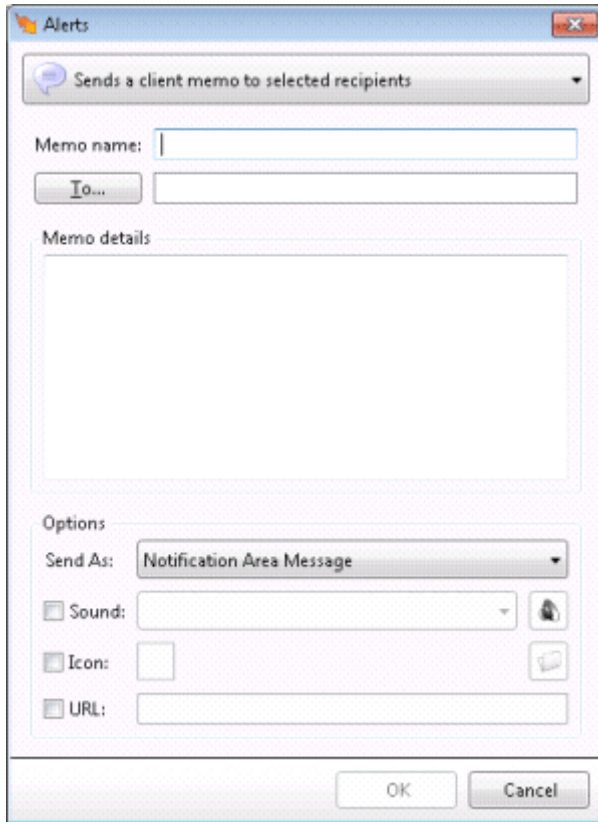 Alerts
Sends a client memo to selected recipients
Memo name:
To...
Memo details
Options
Send As: Notification Area Message
Sound:
Icon:
URL:
OK Cancel